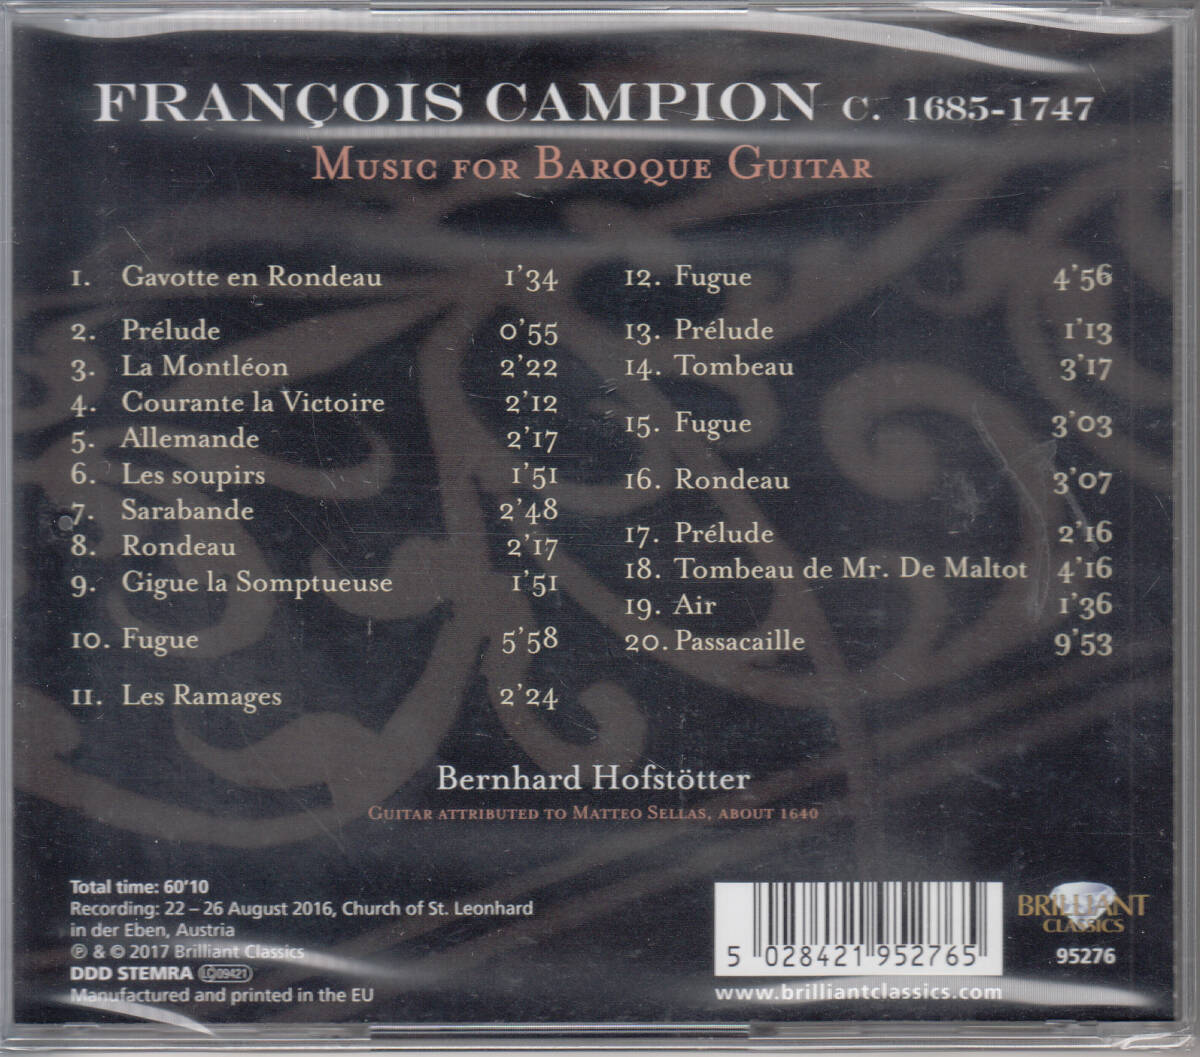 FRANÇOIS CAMPION C. 1685-1747
MUSIC FOR BAROQUE GUITAR
1. Gavotte en Rondeau 1'34
2. Prélude 0'55
3. La Montléon 2'22
4. Courante la Victoire 2'12
5. Allemande 2'17
6. Les soupirs 1'51
7. Sarabande 2'48
8. Rondeau 2'17
9. Gigue la Somptueuse 1'51
10. Fugue 5'58
11. Les Ramages 2'24
12. Fugue 4'56
13. Prélude 1'13
14. Tombeau 3'17
15. Fugue 3'03
16. Rondeau 3'07
17. Prélude 2'16
18. Tombeau de Mr. De Maltot 4'16
19. Air 1'36
20. Passacaille 9'53
Bernhard Hofstötter
GUITAR ATTRIBUTED TO MATTEO SELLAS, ABOUT 1640
Total time: 60'10
Recording: 22 – 26 August 2016, Church of St. Leonhard
in der Eben, Austria
℗ & © 2017 Brilliant Classics
DDD STEMRA LC 09421
Manufactured and printed in the EU
5 028421 952765
www.brilliantclassics.com
BRILLIANT
CLASSICS
95276